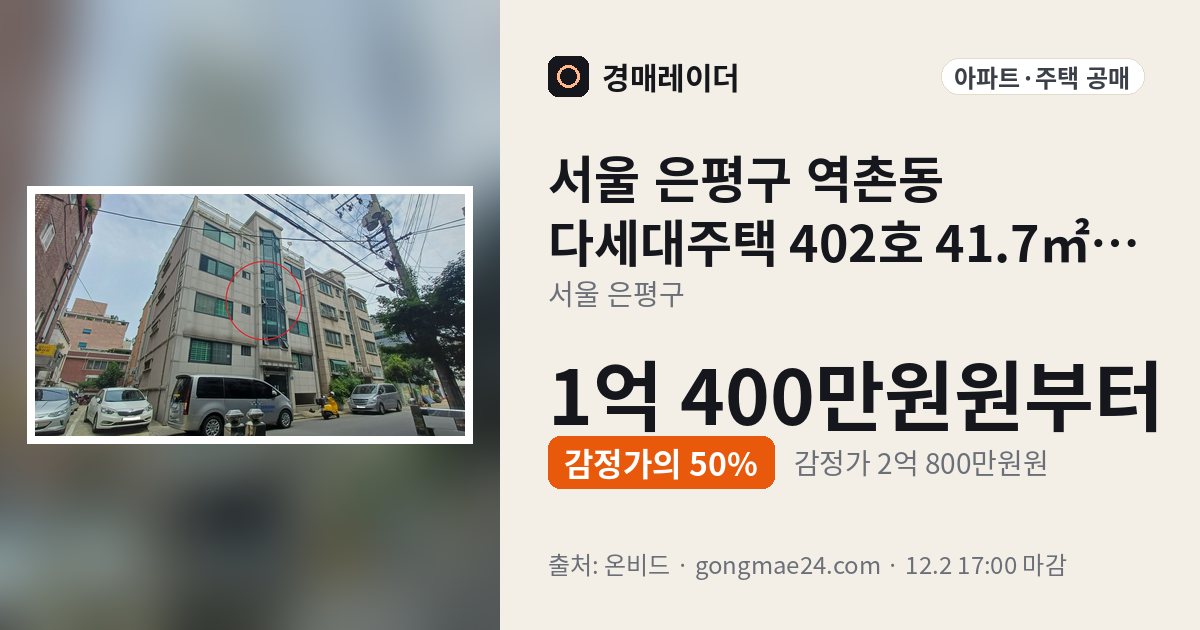 경매레이더
아파트·주택 공매
서울 은평구 역촌동
다세대주택 402호 41.7㎡…
서울 은평구
1억 400만원원부터
감정가의 50%
감정가 2억 800만원원
출처: 온비드 · gongmae24.com · 12.2 17:00 마감